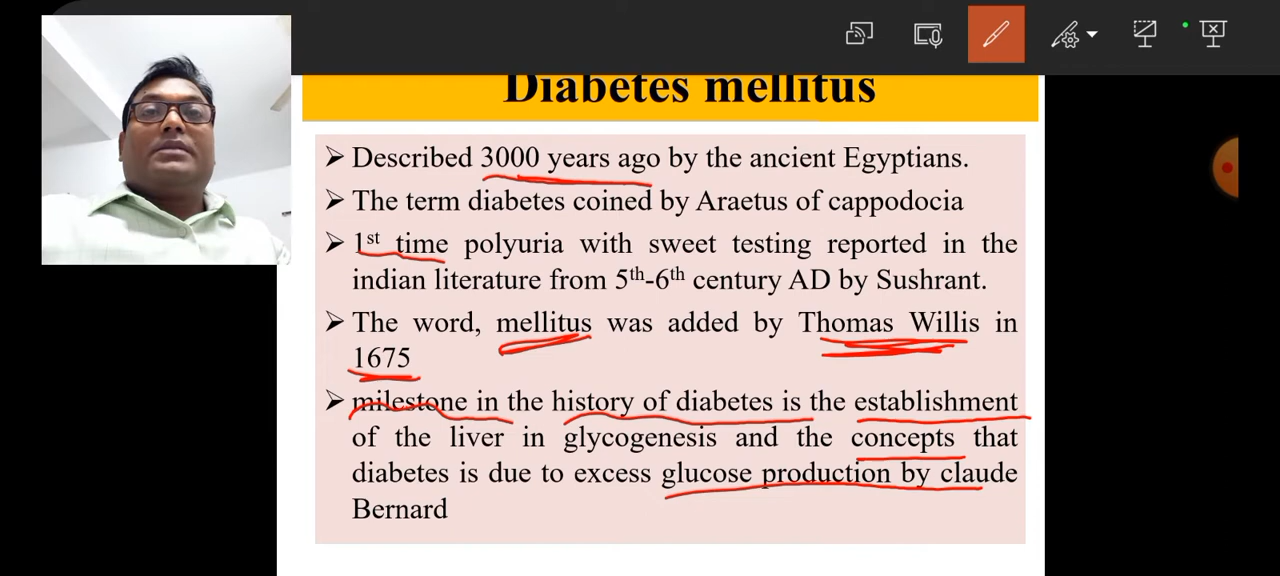 Diabetes mellitus
➢ Described 3000 years ago by the ancient Egyptians.
➢ The term diabetes coined by Araetus of cappodocia
➢ 1st time polyuria with sweet testing reported in the
indian literature from 5th-6th century AD by Sushrant.
➢ The word, mellitus was added by Thomas Willis in
1675
➢ milestone in the history of diabetes is the establishment
of the liver in glycogenesis and the concepts that
diabetes is due to excess glucose production by claude
Bernard